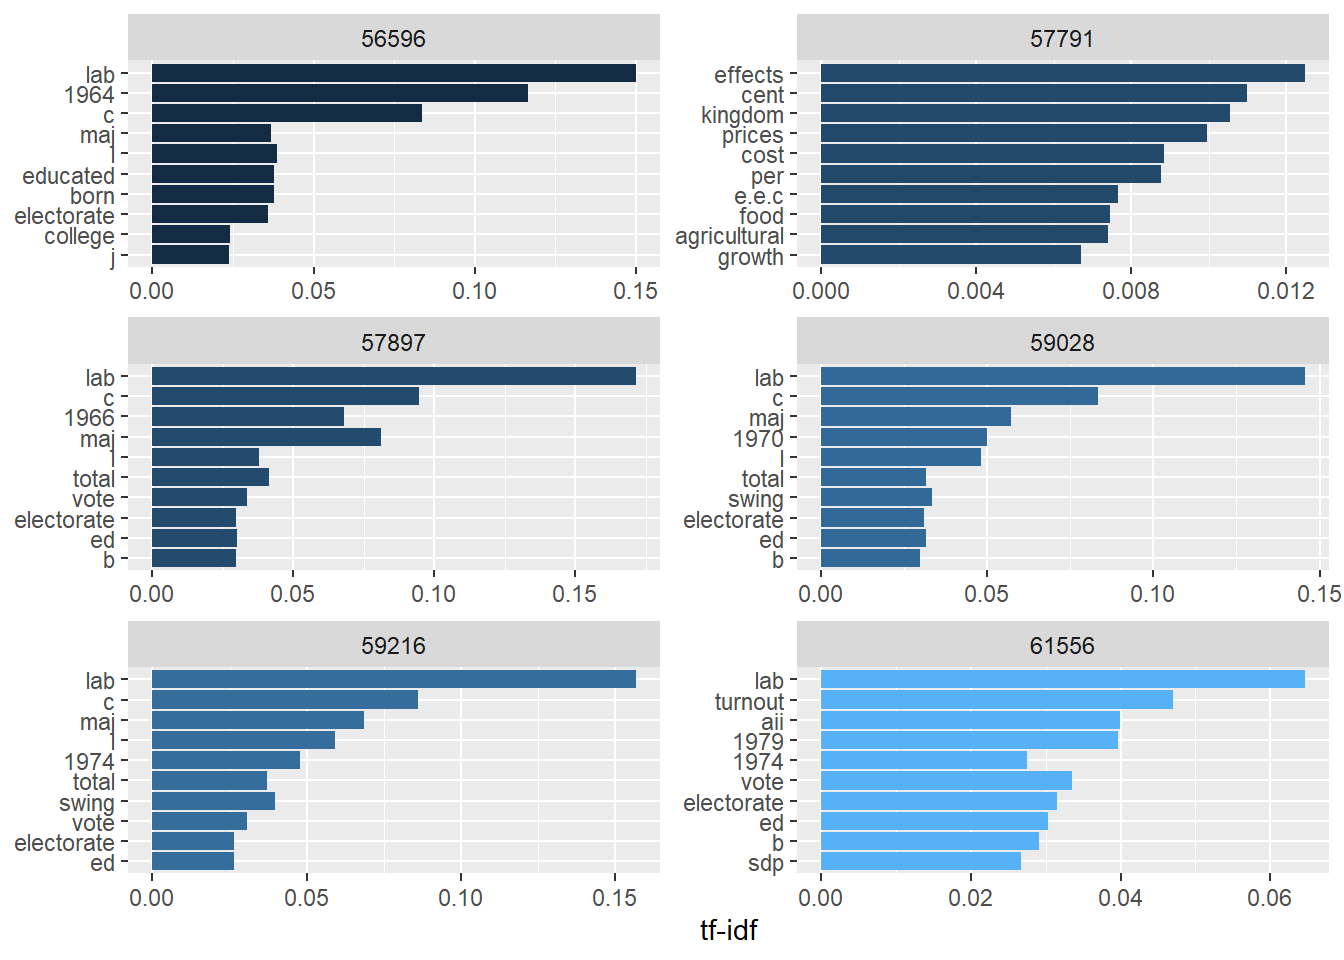 56596
lab
1964
c
maj
l
educated
born
electorate
college
j
0.00 0.05 0.10 0.15
57791
effects
cent
kingdom
prices
cost
per
e.e.c
food
agricultural
growth
0.000 0.004 0.008 0.012
57897
lab
c
1966
maj
l
total
vote
electorate
ed
b
0.00 0.05 0.10 0.15
59028
lab
c
maj
1970
l
total
swing
electorate
ed
b
0.00 0.05 0.10 0.15
59216
lab
c
maj
l
1974
total
swing
vote
electorate
ed
0.00 0.05 0.10 0.15
61556
lab
turnout
aii
1979
1974
vote
electorate
ed
b
sdp
0.00 0.02 0.04 0.06
tf-idf